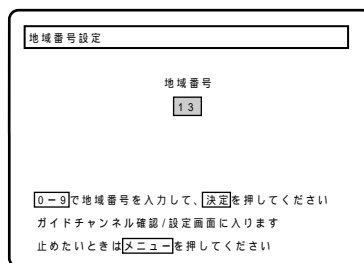 地域番号設定
地域番号
13
0－9で地域番号を入力して、決定を押してください
ガイドチャンネル確認/設定画面に入ります
止めたいときはメニューを押してください